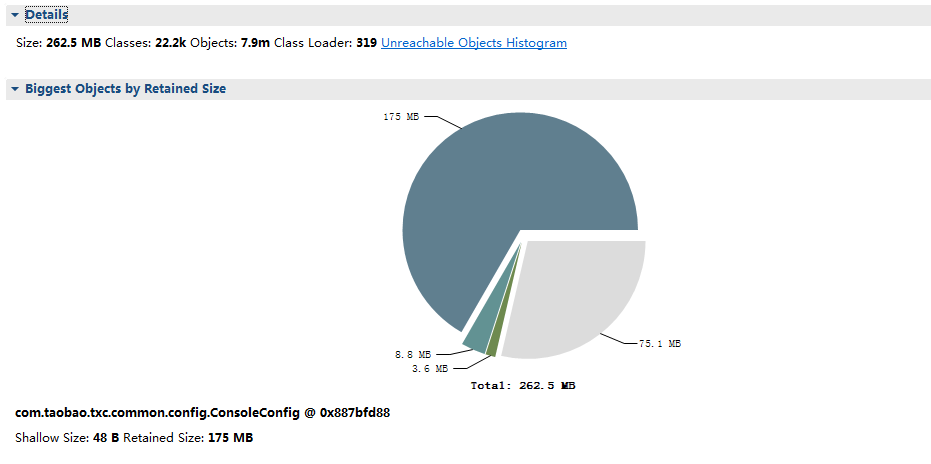 Details
Size: 262.5 MB Classes: 22.2k Objects: 7.9m Class Loader: 319 Unreachable Objects Histogram
Biggest Objects by Retained Size
175 MB
8.8 MB
3.6 MB
75.1 MB
Total: 262.5 MB
com.taobao.txc.common.config.ConsoleConfig @ 0x887bfd88
Shallow Size: 48 B Retained Size: 175 MB